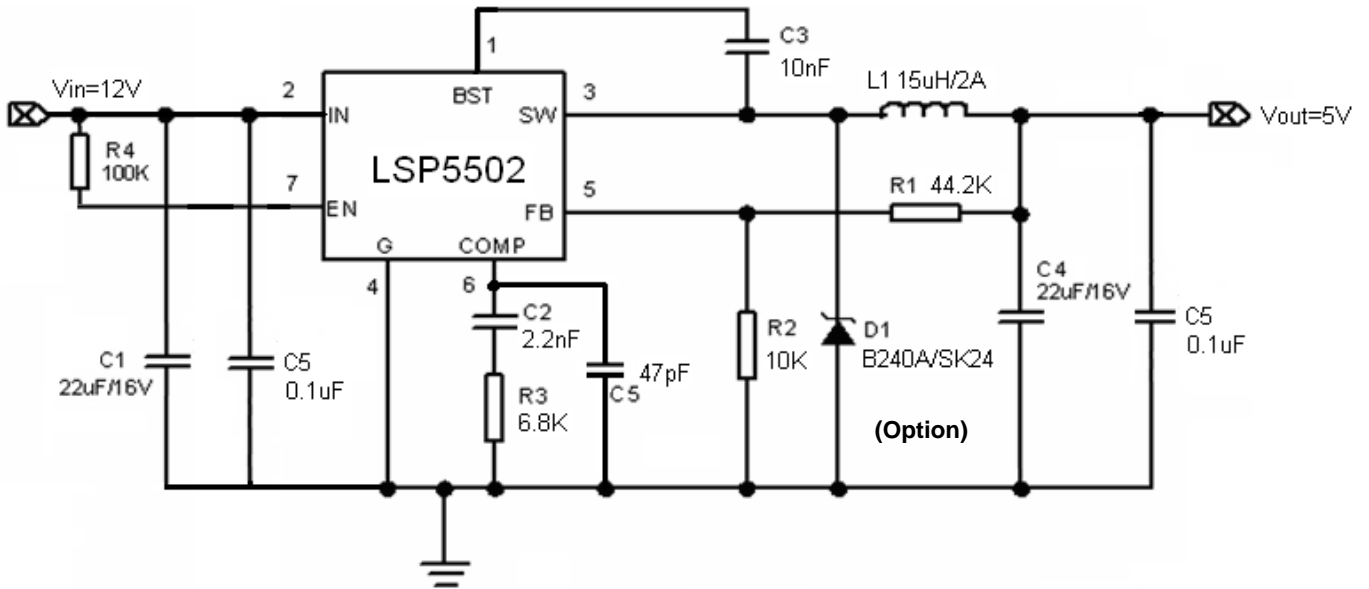 1
C3
10nF
Vin=12V
2
BST
3
L1 15uH/2A
IN
SW
Vout=5V
R4
100K
LSP5502
7
5
R1 44.2K
EN
FB
G
COMP
4
6
C2
2.2nF
C4
22uF/16V
R2
10K
D1
B240A/SK24
C5
0.1uF
C1
22uF/16V
C5
0.1uF
47pF
C5
R3
6.8K
(Option)